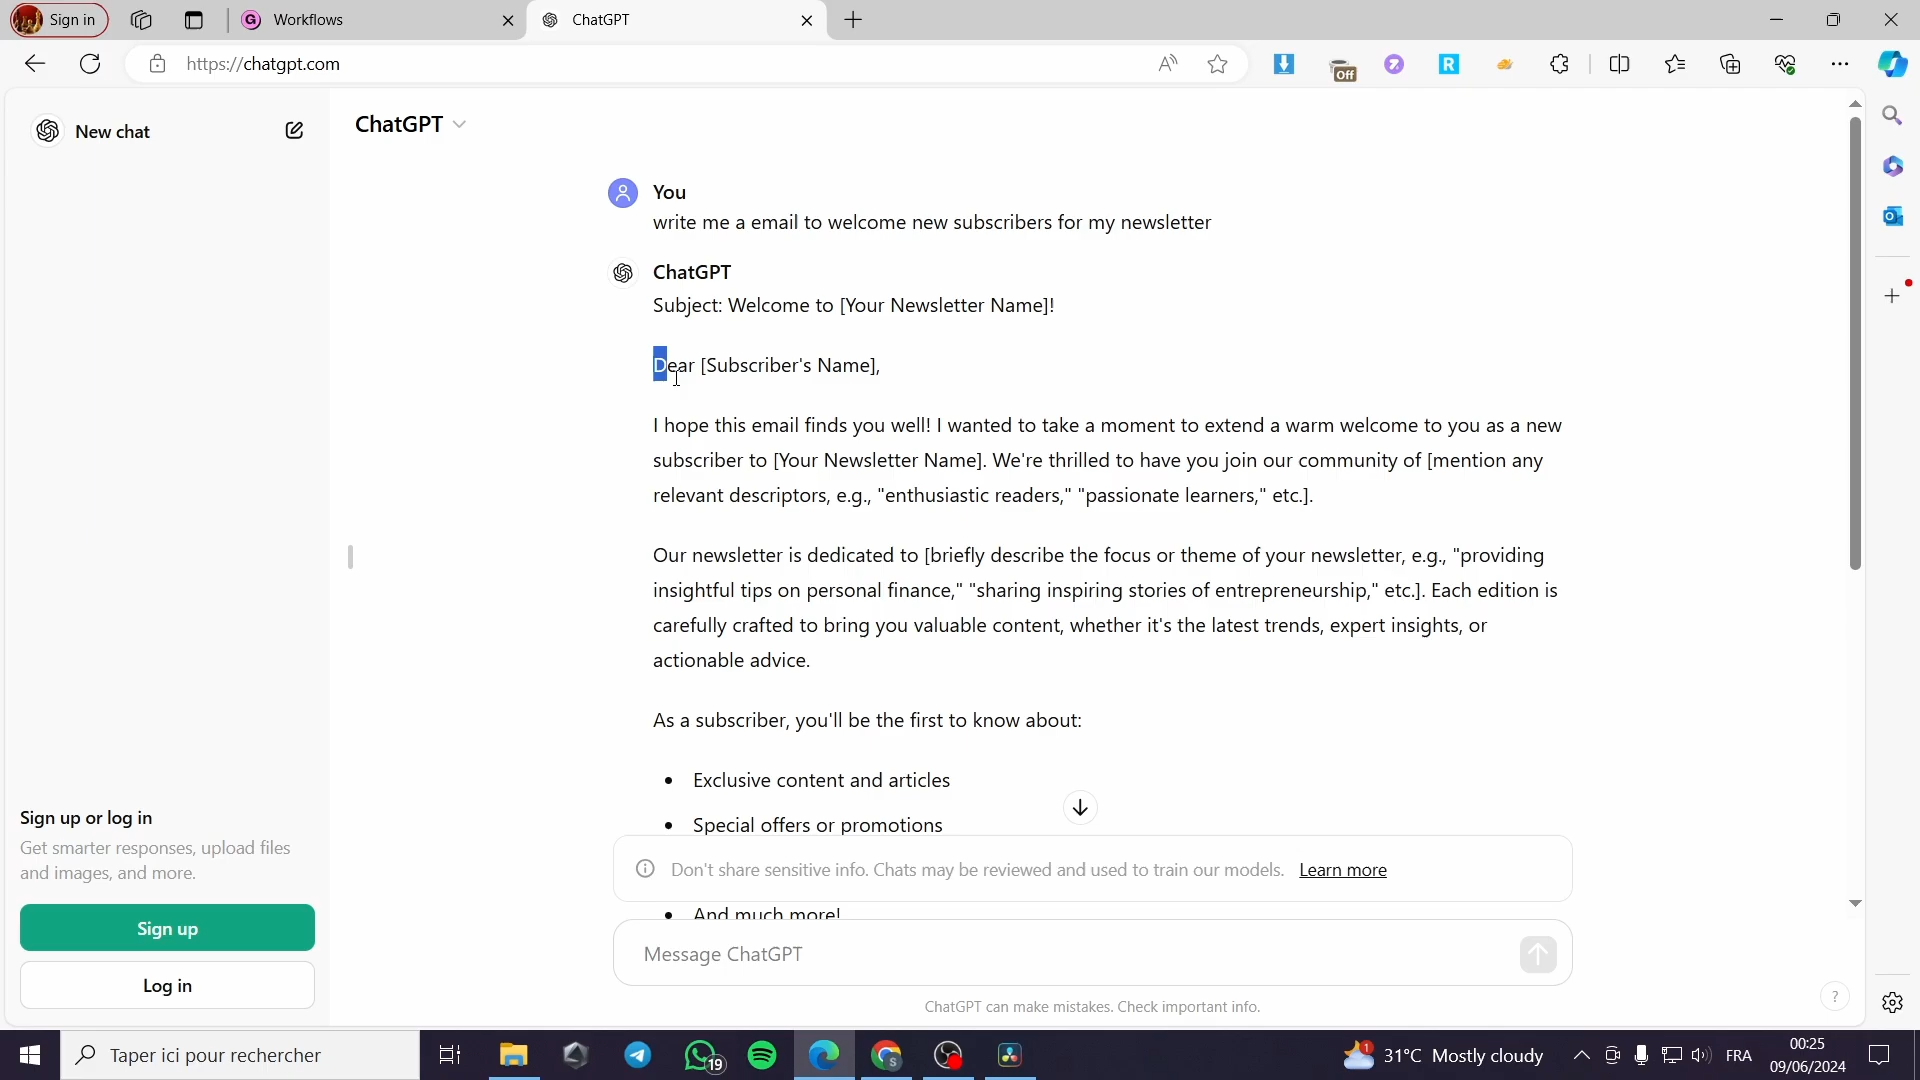 Sign in
Workflows
ChatGPT
https://chatgpt.com
Off
New chat
ChatGPT
You
write me a email to welcome new subscribers for my newsletter
ChatGPT
Subject: Welcome to [Your Newsletter Name]!
Dear [Subscriber's Name],
I hope this email finds you well! I wanted to take a moment to extend a warm welcome to you as a new
subscriber to [Your Newsletter Name]. We're thrilled to have you join our community of [mention any
relevant descriptors, e.g., "enthusiastic readers," "passionate learners," etc.].
Our newsletter is dedicated to [briefly describe the focus or theme of your newsletter, e.g., "providing
insightful tips on personal finance," "sharing inspiring stories of entrepreneurship," etc.]. Each edition is
carefully crafted to bring you valuable content, whether it's the latest trends, expert insights, or
actionable advice.
As a subscriber, you'll be the first to know about:
• Exclusive content and articles
• Special offers or promotions
• And much more!
Sign up or log in
Get smarter responses, upload files
and images, and more.
Sign up
Log in
Don't share sensitive info. Chats may be reviewed and used to train our models. Learn more
Message ChatGPT
ChatGPT can make mistakes. Check important info.
?
Taper ici pour rechercher
19
1
31°C Mostly cloudy
FRA
00:25
09/06/2024